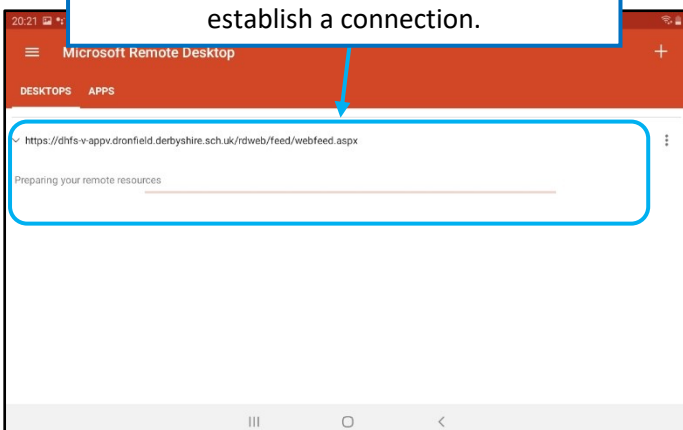 establish a connection.
20:21
Microsoft Remote Desktop
DESKTOPS APPS
https://dhfs-v-appv.dronfield.derbyshire.sch.uk/rdweb/feed/webfeed.aspx
Preparing your remote resources